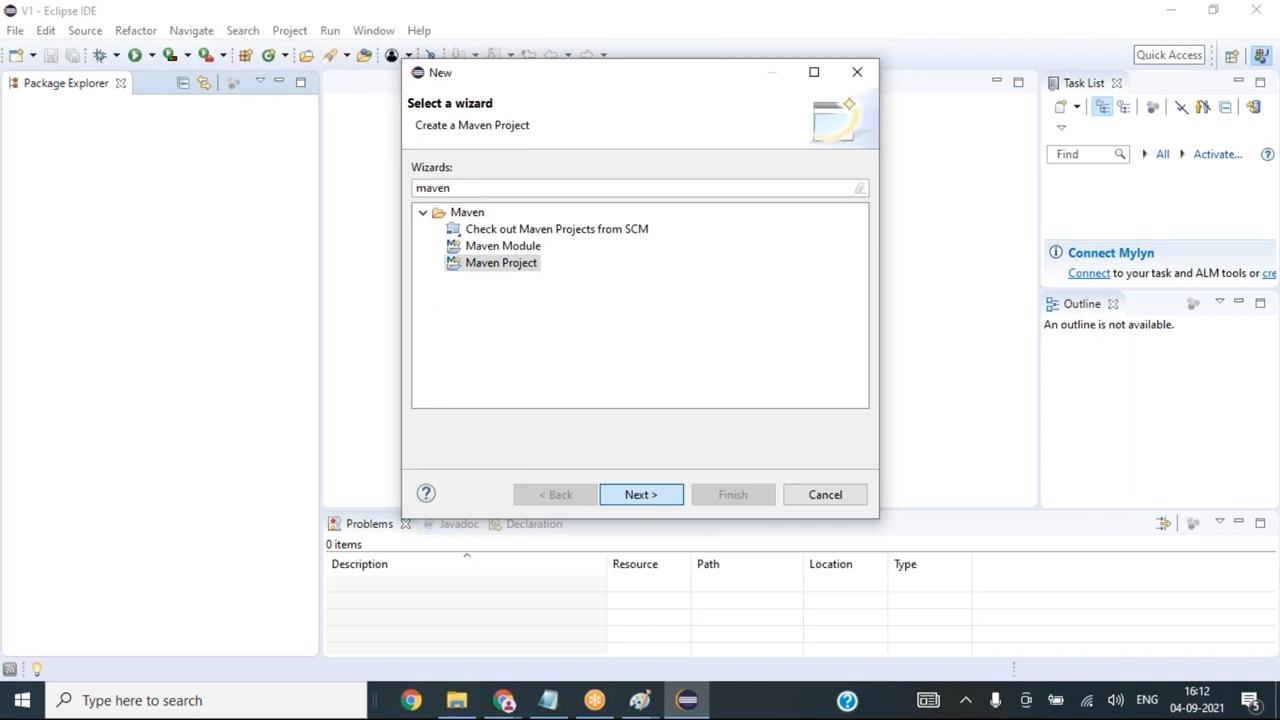 V1 - Eclipse IDE
File Edit Source Refactor Navigate Search Project Run Window Help
Quick Access
Package Explorer
New
Select a wizard
Create a Maven Project
Wizards:
maven
Maven
Check out Maven Projects from SCM
Maven Module
Maven Project
< Back Next > Finish Cancel
Task List
Find All Activate...
Connect Mylyn
Connect to your task and ALM tools or cre
Outline
An outline is not available.
Problems Javadoc Declaration
0 items
Description Resource Path Location Type
Type here to search
ENG
16:12
04-09-2021
5